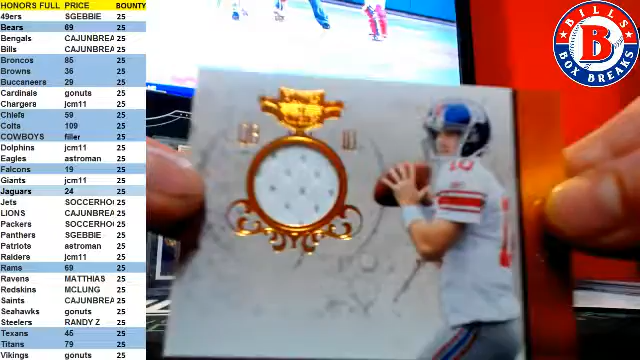 HONORS FULL PRICE BOUNTY
49ers SGEBBIE 25
Bears 69 25
Bengals CAJUNBREA 25
Bills CAJUNBREA 25
Broncos 85 25
Browns 36 25
Buccaneers 29 25
Cardinals gonuts 25
Chargers jcm11 25
Chiefs 59 25
Colts 109 25
COWBOYS filler 25
Dolphins jcm11 25
Eagles astroman 25
Falcons 19 25
Giants jcm11 25
Jaguars 24 25
Jets SOCCERHO 25
LIONS CAJUNBREA 25
Packers SOCCERHO 25
Panthers SGEBBIE 25
Patriots astroman 25
Raiders jcm11 25
Rams 69 25
Ravens MATTHIAS 25
Redskins MCLUNG 25
Saints CAJUNBREA 25
Seahawks gonuts 25
Steelers RANDY Z 25
Texans 45 25
Titans 79 25
Vikings gonuts 25
BILLS
BOX BREAKS
10